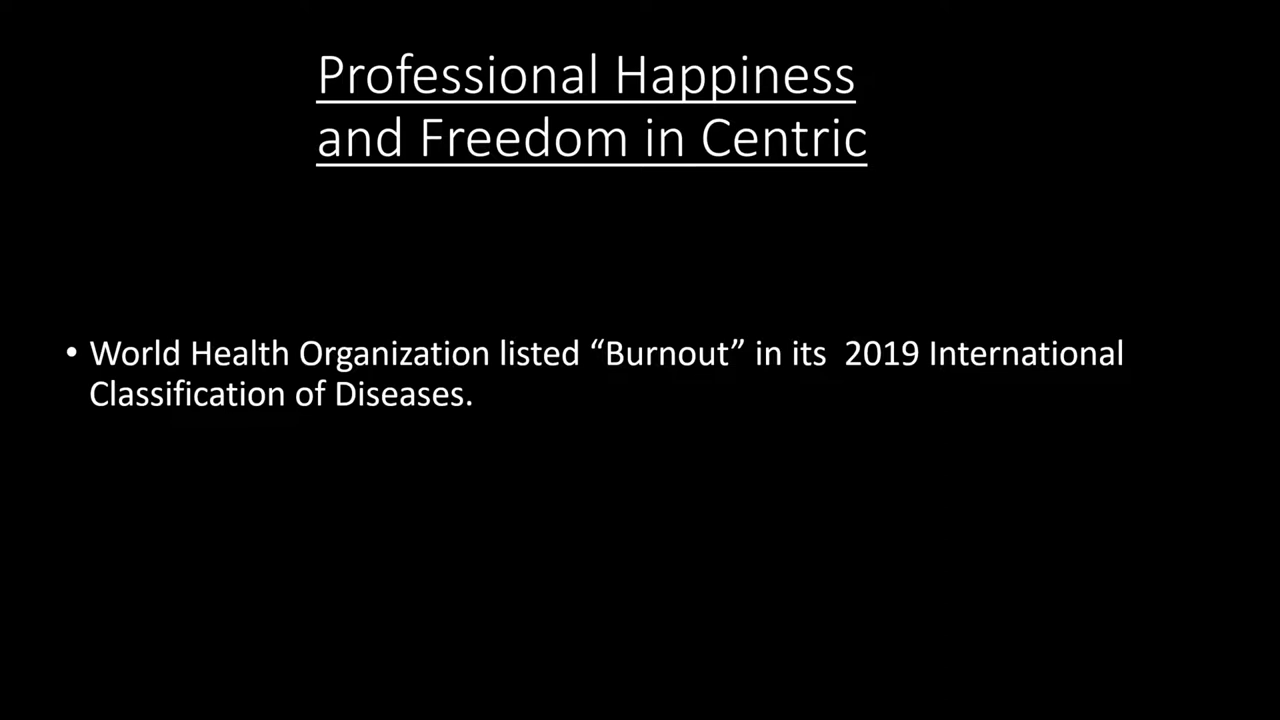 Professional Happiness
and Freedom in Centric
• World Health Organization listed “Burnout” in its  2019 International
Classification of Diseases.